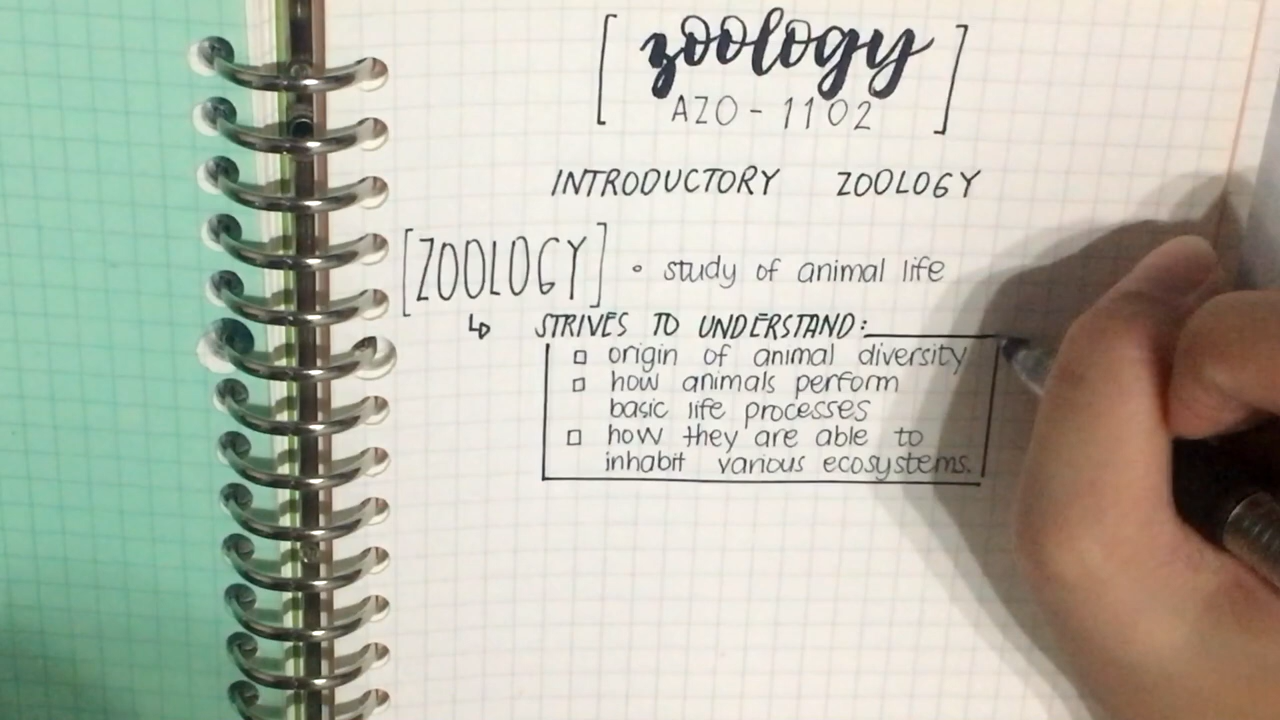 [zoology]
AZO - 1102
INTRODUCTORY ZOOLOGY
[ZOOLOGY] • study of animal life
↳ STRIVES TO UNDERSTAND:
□ origin of animal diversity
□ how animals perform
basic life processes
□ how they are able to
inhabit various ecosystems.